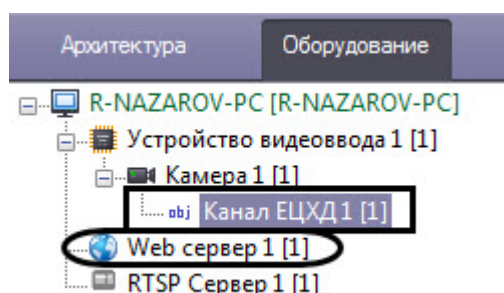 Архитектура Оборудование
R-NAZAROV-PC [R-NAZAROV-PC]
Устройство видеоввода 1 [1]
Камера 1 [1]
obj Канал ЕЦХД 1 [1]
Web сервер 1 [1]
RTSP Сервер 1 [1]